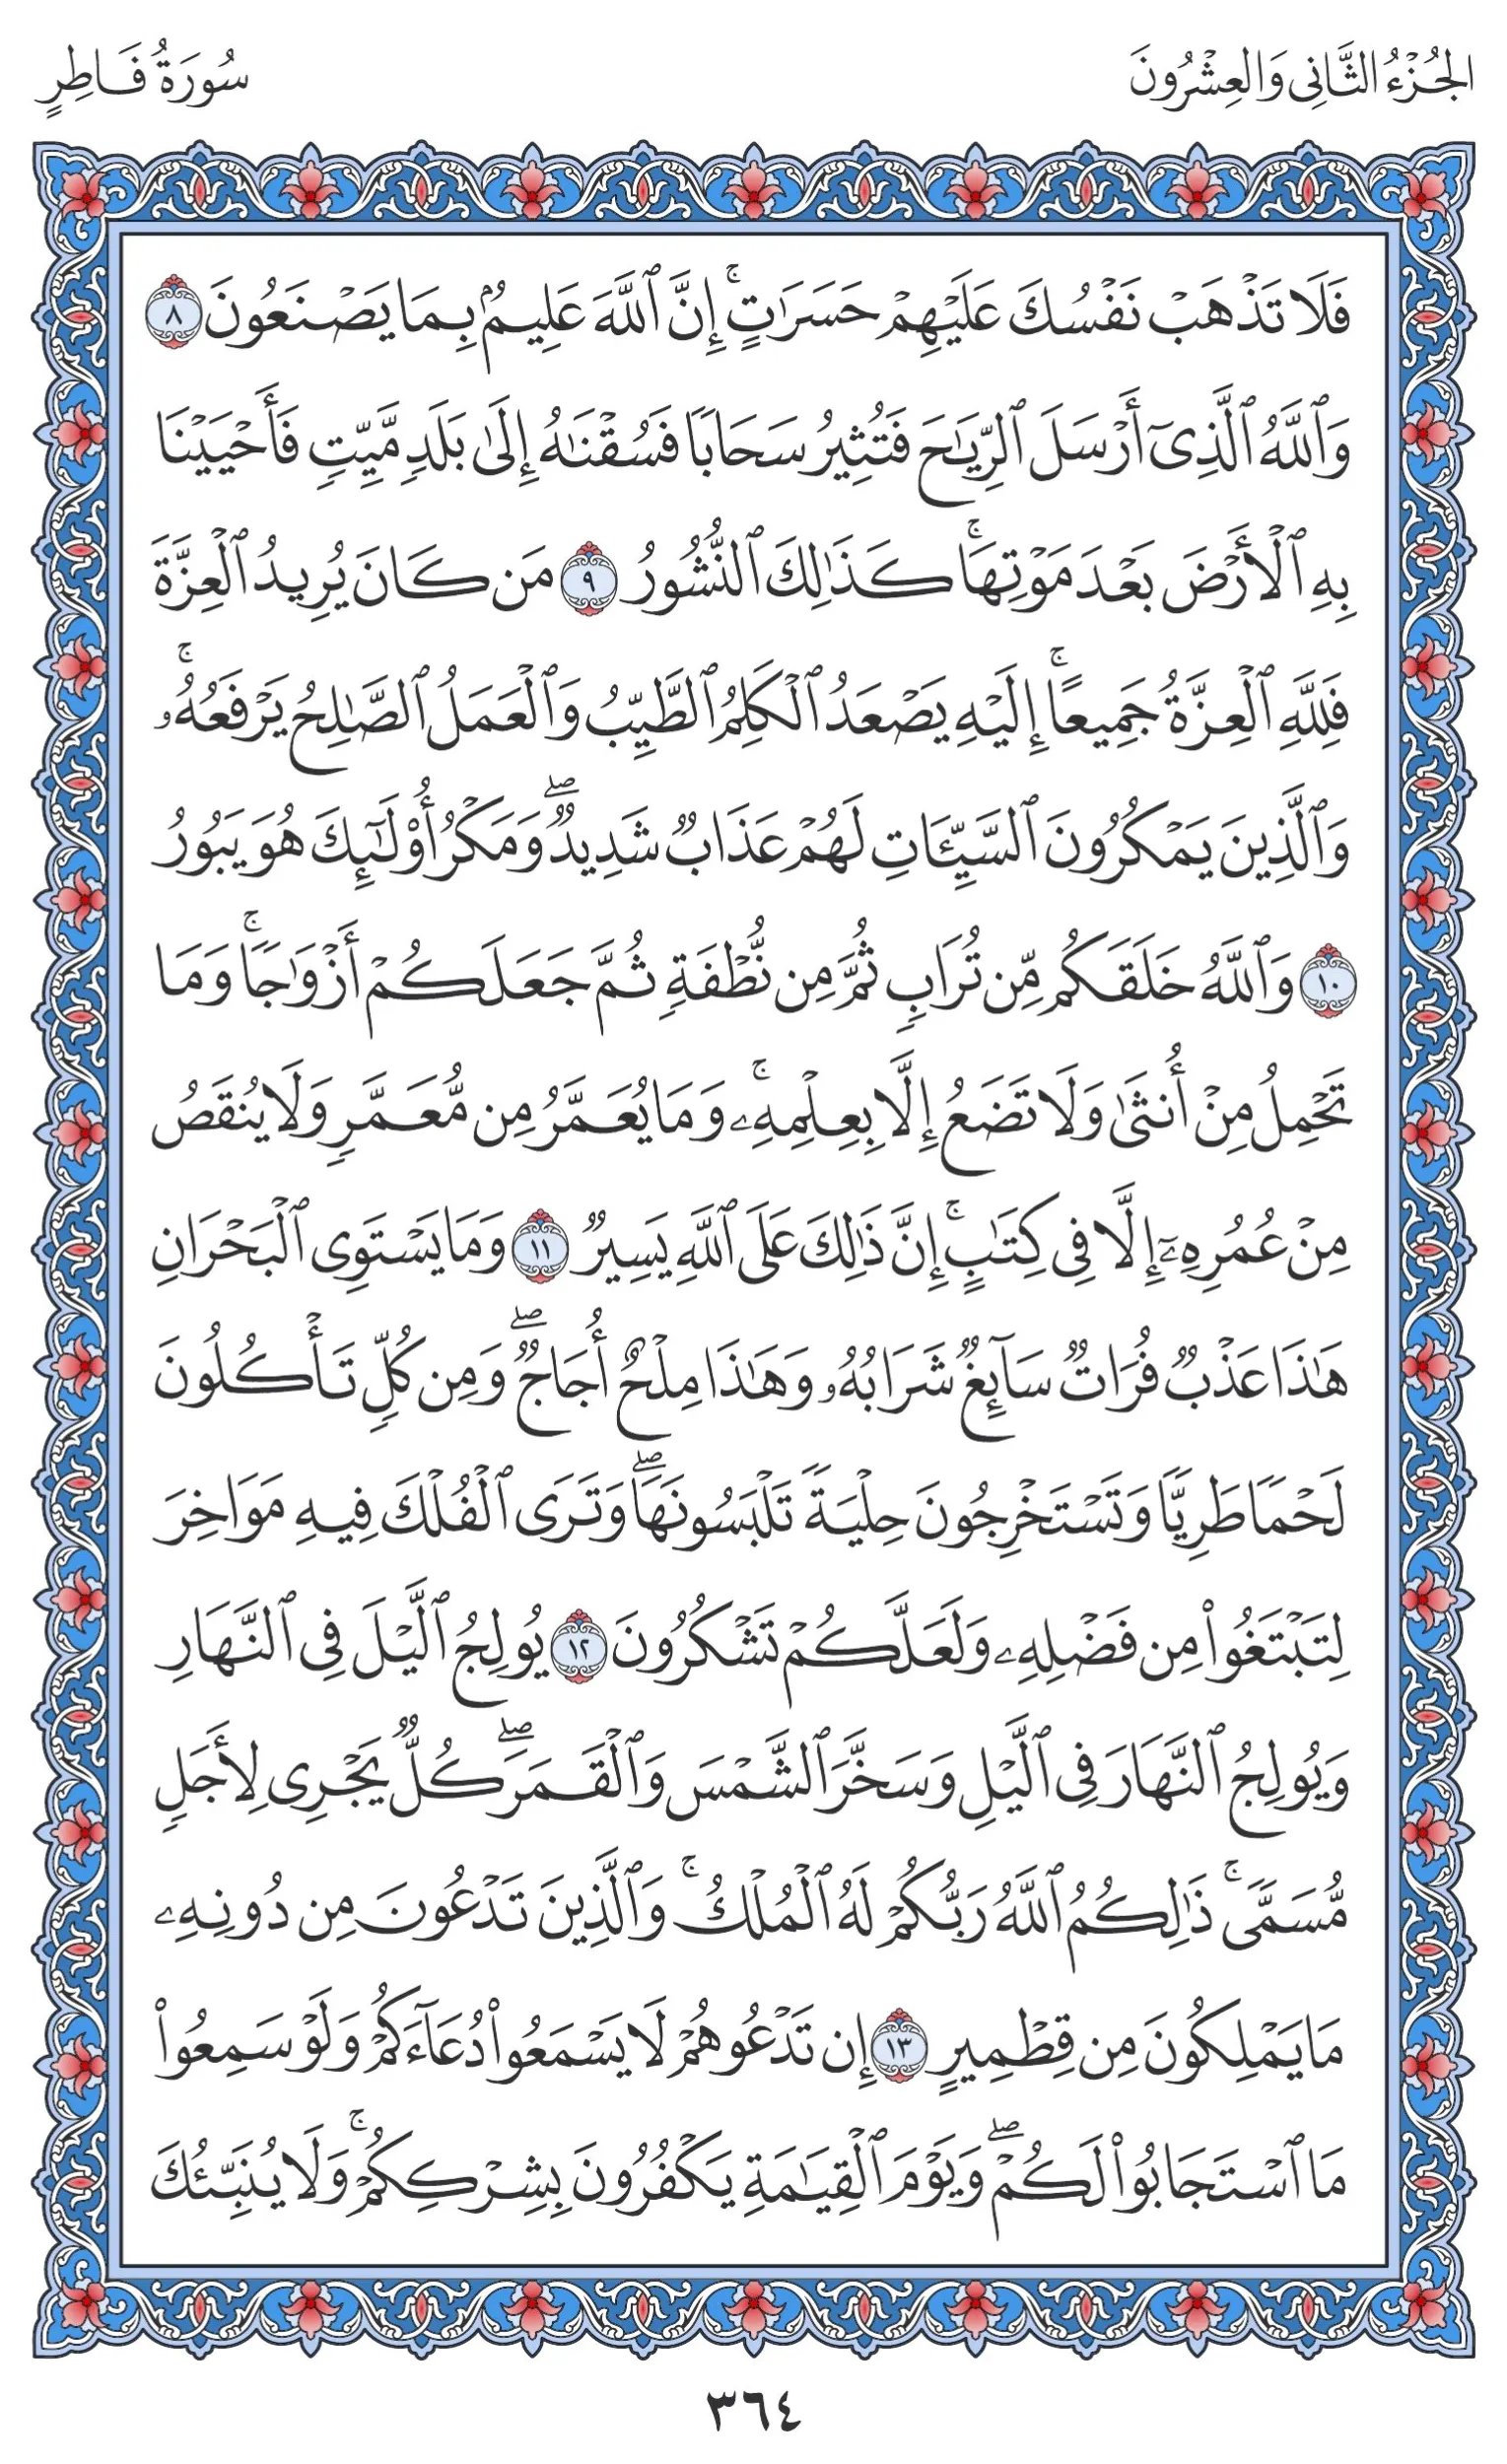 الجُزْءُ الثَّانِي وَالعِشْرُونَ
سُورَةُ فَاطِرٍ
فَلَا تَذْهَبْ نَفْسُكَ عَلَيْهِمْ حَسَرَٰتٍۚ إِنَّ ٱللَّهَ عَلِيمُۢ بِمَا يَصْنَعُونَ ٨
وَٱللَّهُ ٱلَّذِىٓ أَرْسَلَ ٱلرِّيَـٰحَ فَتُثِيرُ سَحَابًا فَسُقْنَـٰهُ إِلَىٰ بَلَدٍ مَّيِّتٍ فَأَحْيَيْنَا
بِهِ ٱلْأَرْضَ بَعْدَ مَوْتِهَاۚ كَذَٰلِكَ ٱلنُّشُورُ ٩ مَن كَانَ يُرِيدُ ٱلْعِزَّةَ
فَلِلَّهِ ٱلْعِزَّةُ جَمِيعًاۚ إِلَيْهِ يَصْعَدُ ٱلْكَلِمُ ٱلطَّيِّبُ وَٱلْعَمَلُ ٱلصَّـٰلِحُ يَرْفَعُهُۥۚ
وَٱلَّذِينَ يَمْكُرُونَ ٱلسَّيِّـَٔاتِ لَهُمْ عَذَابٌ شَدِيدٌۖ وَمَكْرُ أُو۟لَـٰٓئِكَ هُوَ يَبُورُ
١٠ وَٱللَّهُ خَلَقَكُم مِّن تُرَابٍ ثُمَّ مِن نُّطْفَةٍ ثُمَّ جَعَلَكُمْ أَزْوَٰجًاۚ وَمَا
تَحْمِلُ مِنْ أُنثَىٰ وَلَا تَضَعُ إِلَّا بِعِلْمِهِۦۚ وَمَا يُعَمَّرُ مِن مُّعَمَّرٍ وَلَا يُنقَصُ
مِنْ عُمُرِهِۦٓ إِلَّا فِى كِتَـٰبٍۚ إِنَّ ذَٰلِكَ عَلَى ٱللَّهِ يَسِيرٌ ١١ وَمَا يَسْتَوِى ٱلْبَحْرَانِ
هَـٰذَا عَذْبٌ فُرَاتٌ سَآئِغٌ شَرَابُهُۥ وَهَـٰذَا مِلْحٌ أُجَاجٌۖ وَمِن كُلٍّ تَأْكُلُونَ
لَحْمًا طَرِيًّا وَتَسْتَخْرِجُونَ حِلْيَةً تَلْبَسُونَهَاۖ وَتَرَى ٱلْفُلْكَ فِيهِ مَوَاخِرَ
لِتَبْتَغُوا۟ مِن فَضْلِهِۦ وَلَعَلَّكُمْ تَشْكُرُونَ ١٢ يُولِجُ ٱلَّيْلَ فِى ٱلنَّهَارِ
وَيُولِجُ ٱلنَّهَارَ فِى ٱلَّيْلِ وَسَخَّرَ ٱلشَّمْسَ وَٱلْقَمَرَۖ كُلٌّ يَجْرِى لِأَجَلٍ
مُّسَمًّىۚ ذَٰلِكُمُ ٱللَّهُ رَبُّكُمْ لَهُ ٱلْمُلْكُۚ وَٱلَّذِينَ تَدْعُونَ مِن دُونِهِۦ
مَا يَمْلِكُونَ مِن قِطْمِيرٍ ١٣ إِن تَدْعُوهُمْ لَا يَسْمَعُوا۟ دُعَآءَكُمْ وَلَوْ سَمِعُوا۟
مَا ٱسْتَجَابُوا۟ لَكُمْۖ وَيَوْمَ ٱلْقِيَـٰمَةِ يَكْفُرُونَ بِشِرْكِكُمْۚ وَلَا يُنَبِّئُكَ
٣٦٤